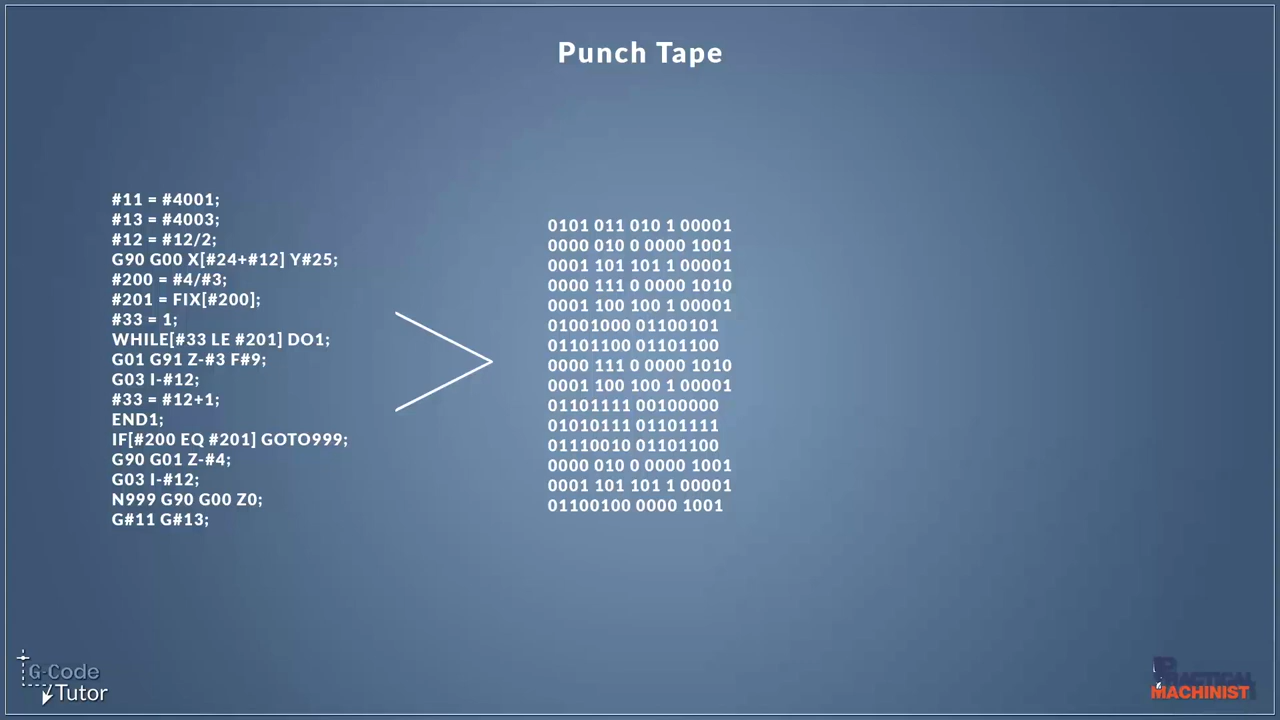 Punch Tape
#11 = #4001;
#13 = #4003;
#12 = #12/2;
G90 G00 X[#24+#12] Y#25;
#200 = #4/#3;
#201 = FIX[#200];
#33 = 1;
WHILE[#33 LE #201] DO1;
G01 G91 Z-#3 F#9;
G03 I-#12;
#33 = #12+1;
END1;
IF[#200 EQ #201] GOTO999;
G90 G01 Z-#4;
G03 I-#12;
N999 G90 G00 Z0;
G#11 G#13;
0101 011 010 1 00001
0000 010 0 0000 1001
0001 101 101 1 00001
0000 111 0 0000 1010
0001 100 100 1 00001
01001000 01100101
01101100 01101100
0000 111 0 0000 1010
0001 100 100 1 00001
01101111 00100000
01010111 01101111
01110010 01101100
0000 010 0 0000 1001
0001 101 101 1 00001
01100100 0000 1001
G-Code
Tutor
PRACTICAL
MACHINIST